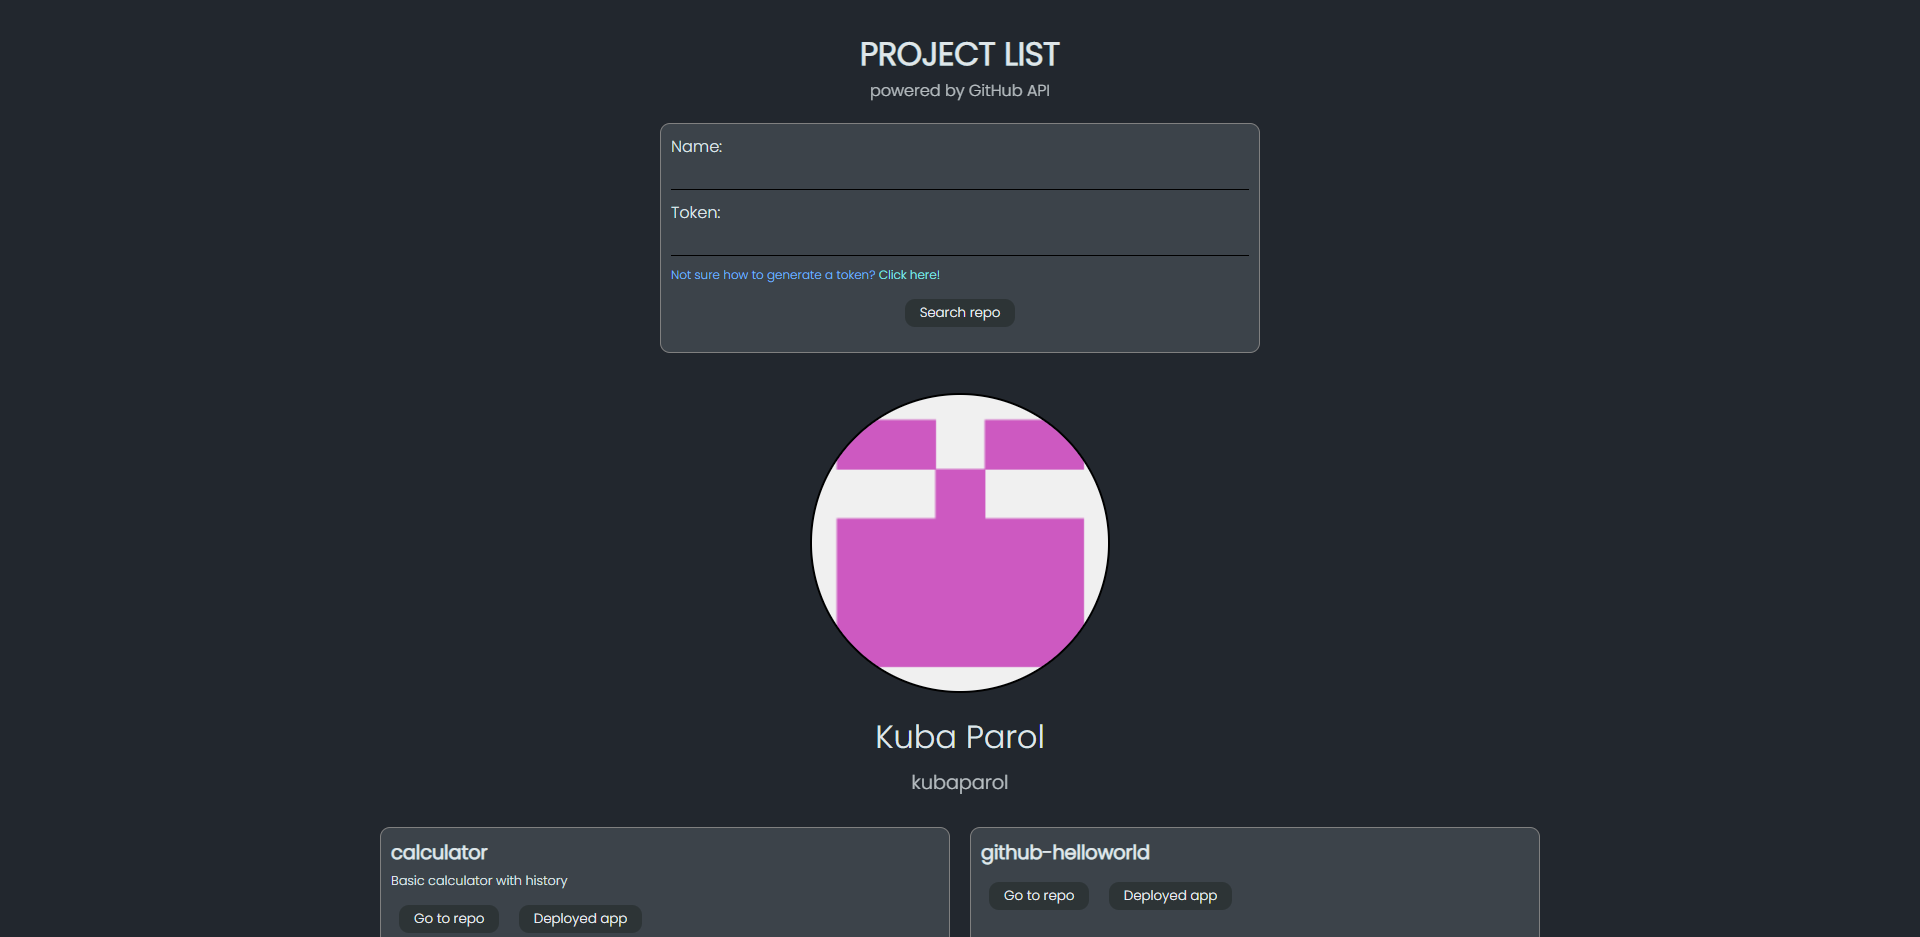 PROJECT LIST
powered by GitHub API
Name:
Token:
Not sure how to generate a token? Click here!
Search repo
Kuba Parol
kubaparol
calculator
Basic calculator with history
Go to repo Deployed app
github-helloworld
Go to repo Deployed app